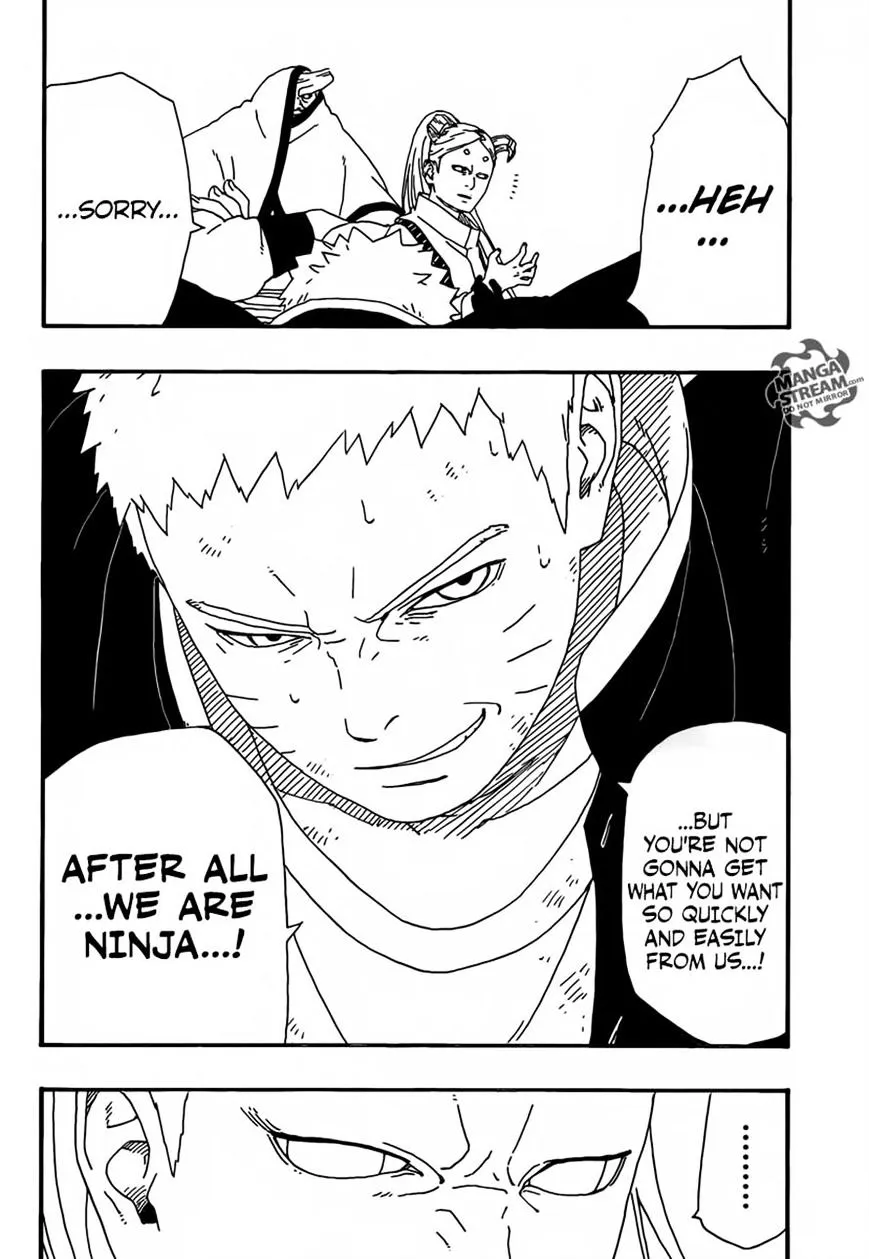 ...HEH
...
...SORRY...
...BUT
YOU'RE NOT
GONNA GET
WHAT YOU WANT
SO QUICKLY
AND EASILY
FROM US...!
AFTER ALL
...WE ARE
NINJA...!
MANGA
STREAM.com
DO NOT MIRROR
.........